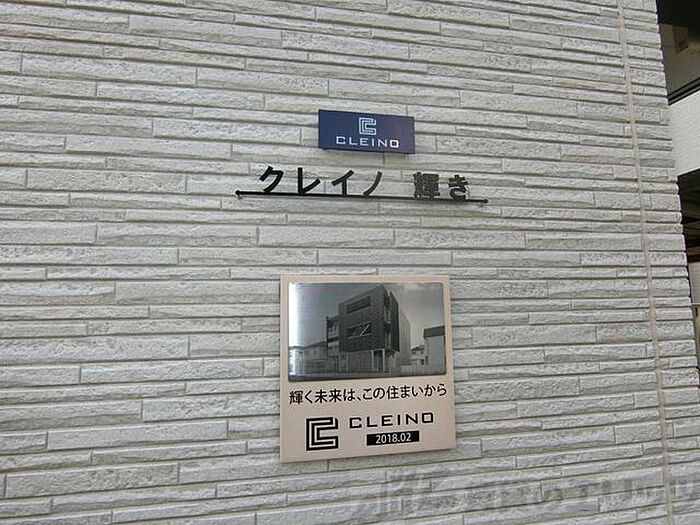 CLEINO
クレイノ 輝き
輝く未来は、この住まいから
CLEINO
2018.02